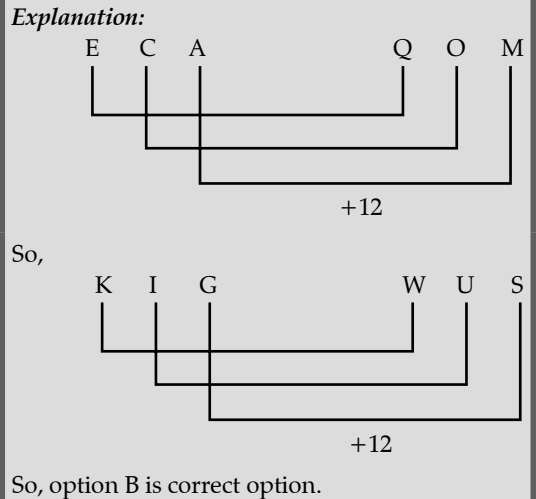 Explanation:
E C A Q O M
+12
So,
K I G W U S
+12
So, option B is correct option.